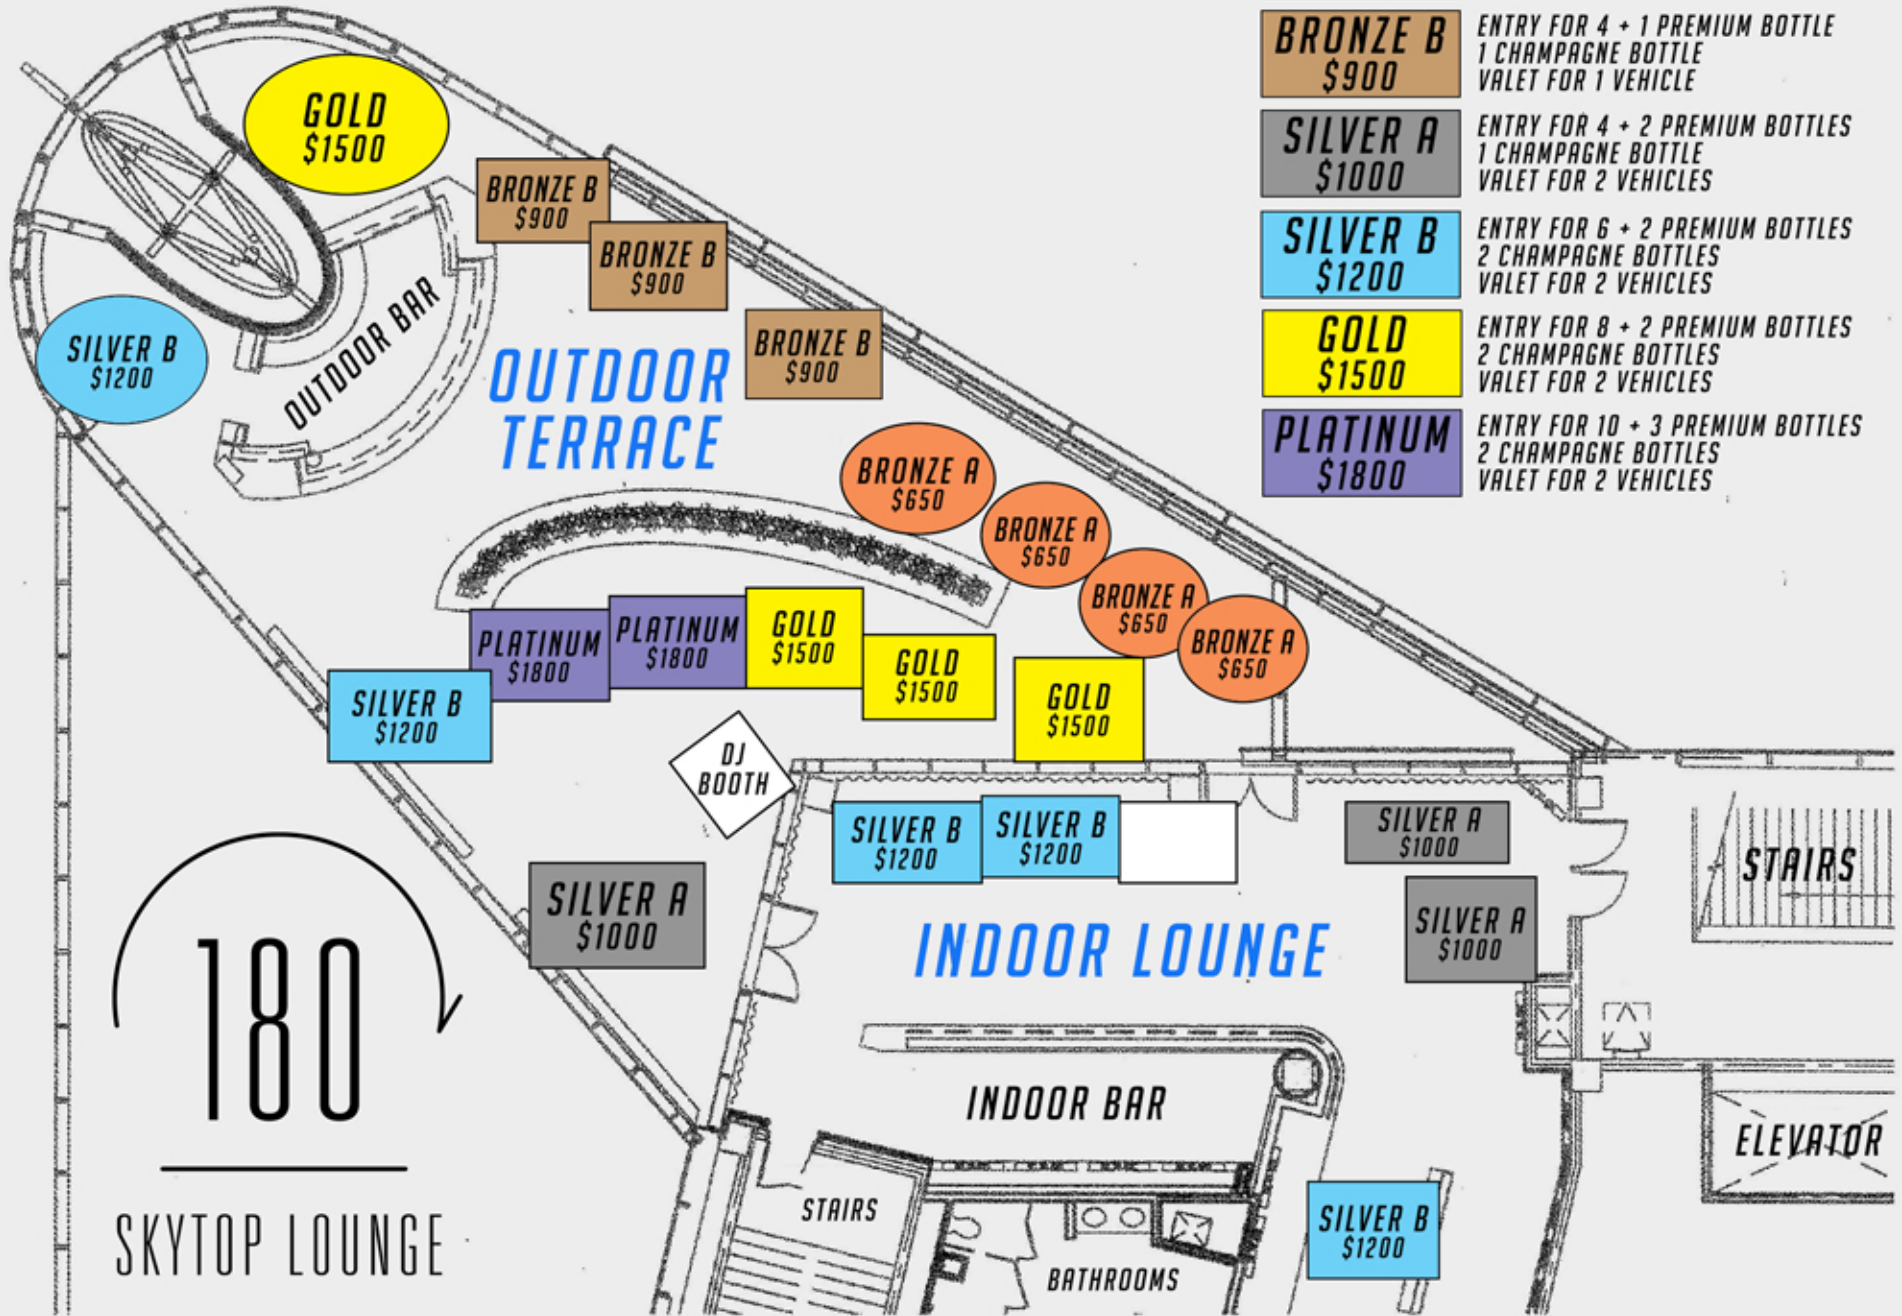 BRONZE B
$900
ENTRY FOR 4 + 1 PREMIUM BOTTLE
1 CHAMPAGNE BOTTLE
VALET FOR 1 VEHICLE
SILVER A
$1000
ENTRY FOR 4 + 2 PREMIUM BOTTLES
1 CHAMPAGNE BOTTLE
VALET FOR 2 VEHICLES
SILVER B
$1200
ENTRY FOR 6 + 2 PREMIUM BOTTLES
2 CHAMPAGNE BOTTLES
VALET FOR 2 VEHICLES
GOLD
$1500
ENTRY FOR 8 + 2 PREMIUM BOTTLES
2 CHAMPAGNE BOTTLES
VALET FOR 2 VEHICLES
PLATINUM
$1800
ENTRY FOR 10 + 3 PREMIUM BOTTLES
2 CHAMPAGNE BOTTLES
VALET FOR 2 VEHICLES
GOLD
$1500
BRONZE B
$900
BRONZE B
$900
BRONZE B
$900
SILVER B
$1200
OUTDOOR BAR
OUTDOOR
TERRACE
BRONZE A
$650
BRONZE A
$650
BRONZE A
$650
BRONZE A
$650
PLATINUM
$1800
PLATINUM
$1800
GOLD
$1500
GOLD
$1500
GOLD
$1500
SILVER B
$1200
DJ
BOOTH
SILVER B
$1200
SILVER B
$1200
SILVER A
$1000
STAIRS
SILVER A
$1000
SILVER A
$1000
INDOOR LOUNGE
180
SKYTOP LOUNGE
INDOOR BAR
ELEVATOR
STAIRS
SILVER B
$1200
BATHROOMS